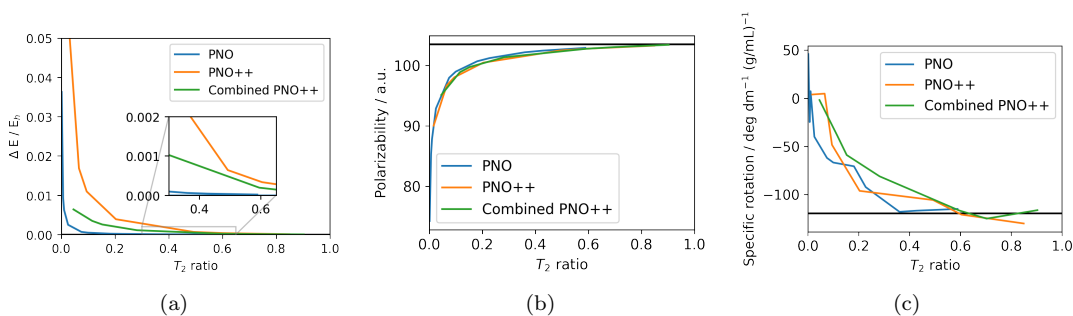 0.05
0.04
0.03
0.02
0.01
0.00
Δ E / E_h
PNO
PNO++
Combined PNO++
0.002
0.001
0.000
0.4
0.6
0.0
0.2
0.4
0.6
0.8
1.0
T₂ ratio
(a)
100
90
80
Polarizability / a.u.
PNO
PNO++
Combined PNO++
0.0
0.2
0.4
0.6
0.8
1.0
T₂ ratio
(b)
50
0
−50
−100
Specific rotation / deg dm⁻¹ (g/mL)⁻¹
PNO
PNO++
Combined PNO++
0.0
0.2
0.4
0.6
0.8
1.0
T₂ ratio
(c)